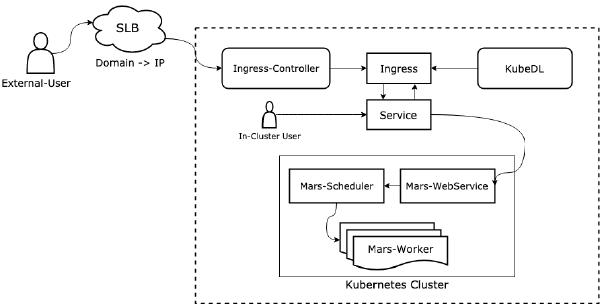 SLB
Domain -> IP
External-User
Ingress-Controller
Ingress
KubeDL
Service
In-Cluster User
Mars-Scheduler
Mars-WebService
Mars-Worker
Kubernetes Cluster